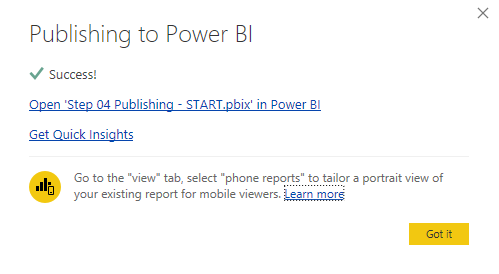 Publishing to Power BI
Success!
Open 'Step 04 Publishing - START.pbix' in Power BI
Get Quick Insights
Go to the "view" tab, select "phone reports" to tailor a portrait view of
your existing report for mobile viewers. Learn more
Got it